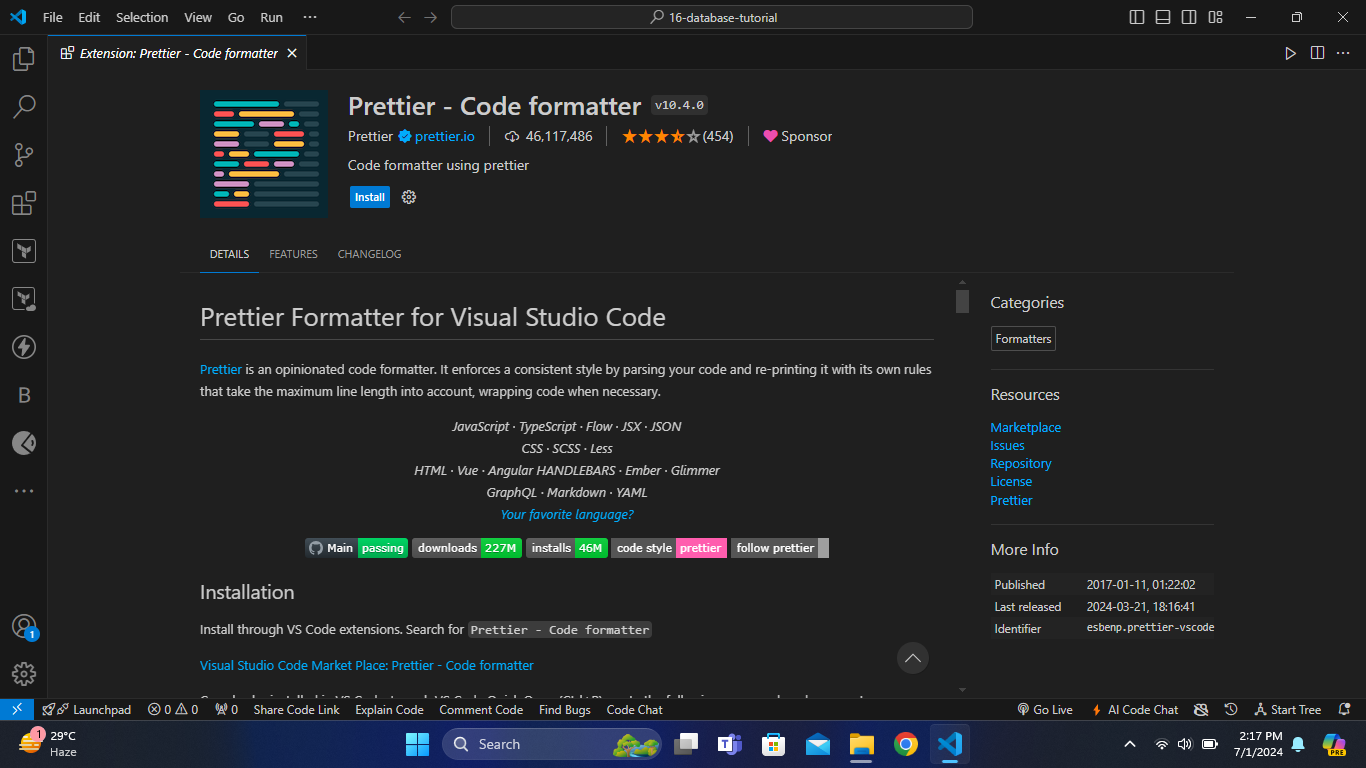 File Edit Selection View Go Run ···
16-database-tutorial
Extension: Prettier - Code formatter
Prettier - Code formatter v10.4.0
Prettier prettier.io 46,117,486 (454) Sponsor
Code formatter using prettier
Install
DETAILS FEATURES CHANGELOG
Prettier Formatter for Visual Studio Code
Prettier is an opinionated code formatter. It enforces a consistent style by parsing your code and re-printing it with its own rules
that take the maximum line length into account, wrapping code when necessary.
JavaScript · TypeScript · Flow · JSX · JSON
CSS · SCSS · Less
HTML · Vue · Angular HANDLEBARS · Ember · Glimmer
GraphQL · Markdown · YAML
Your favorite language?
Main passing downloads 227M installs 46M code style prettier follow prettier
Installation
Install through VS Code extensions. Search for Prettier - Code formatter
Visual Studio Code Market Place: Prettier - Code formatter
Categories
Formatters
Resources
Marketplace
Issues
Repository
License
Prettier
More Info
Published 2017-01-11, 01:22:02
Last released 2024-03-21, 18:16:41
Identifier esbenp.prettier-vscode
B
1
Launchpad 0 0 0 Share Code Link Explain Code Comment Code Find Bugs Code Chat Go Live AI Code Chat Start Tree
1
29°C
Haze
Search
2:17 PM
7/1/2024
PRE